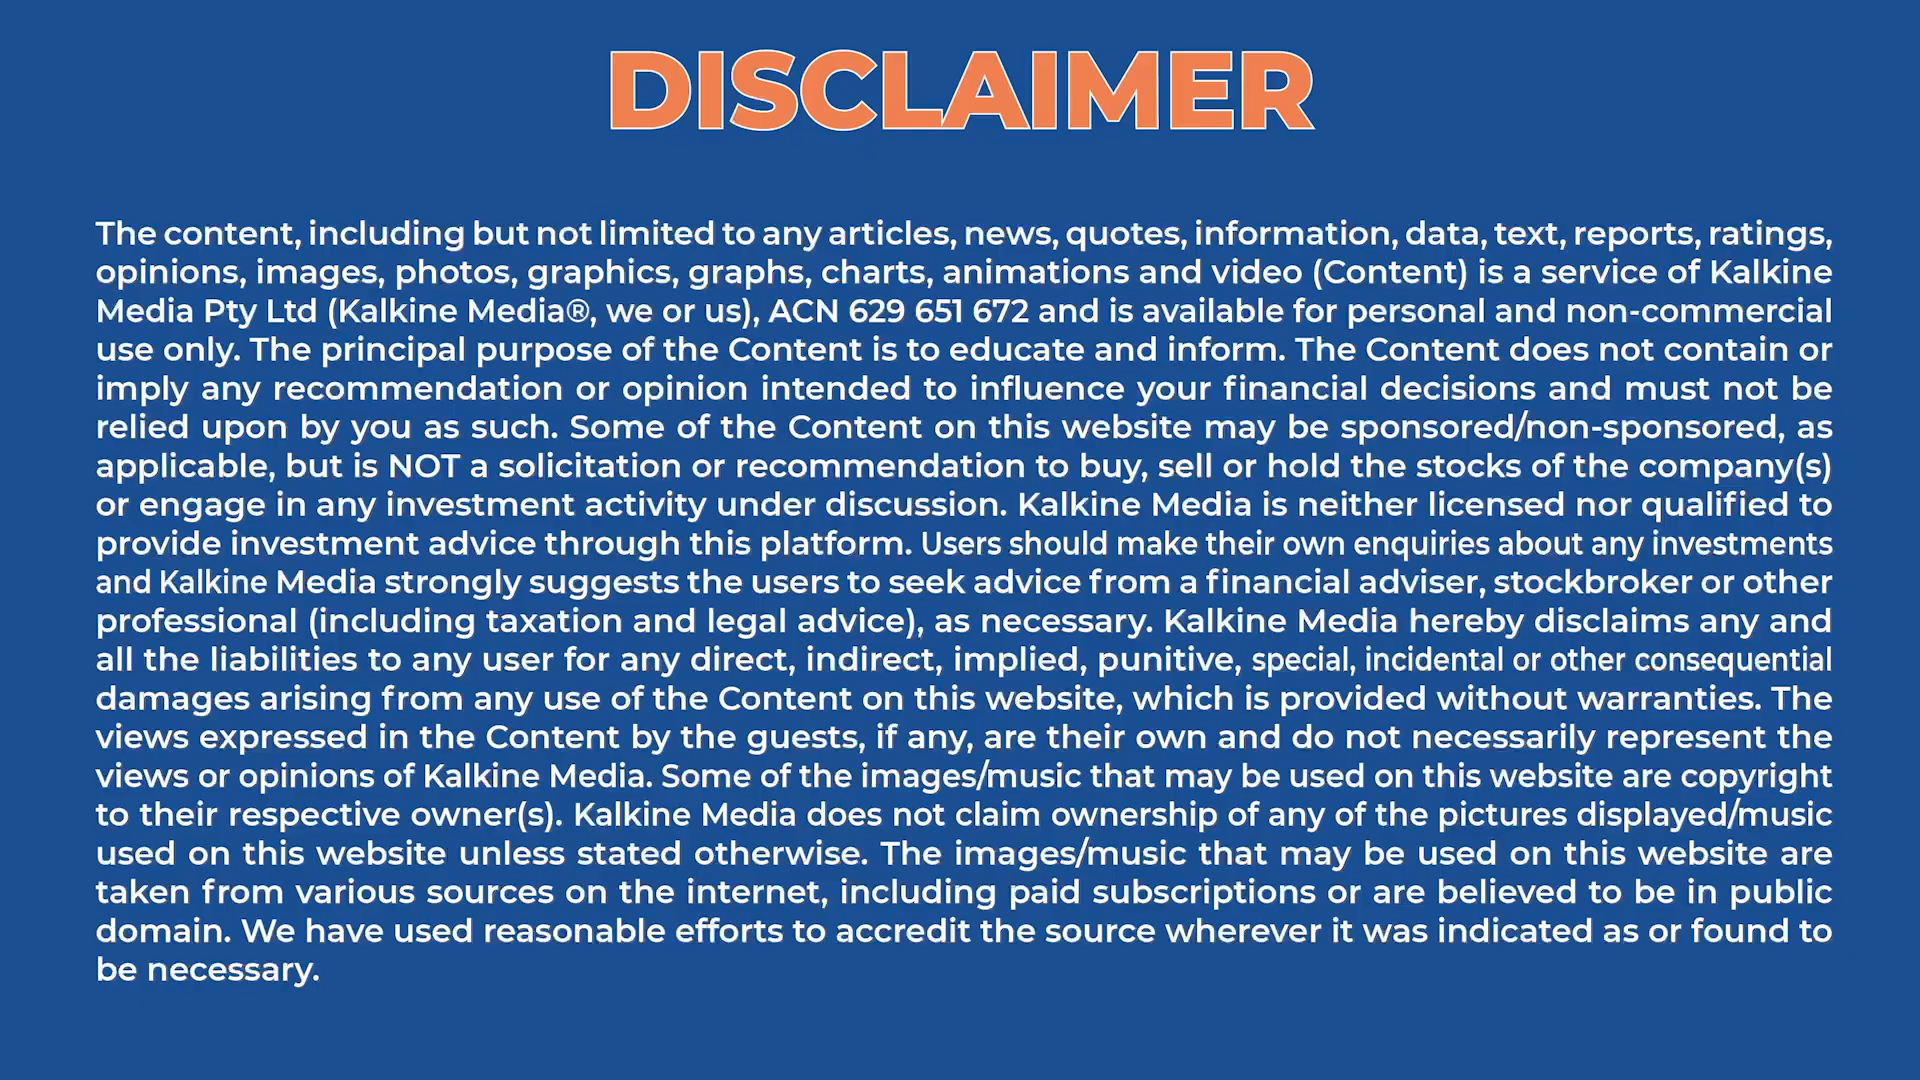 DISCLAIMER
The content, including but not limited to any articles, news, quotes, information, data, text, reports, ratings,
opinions, images, photos, graphics, graphs, charts, animations and video (Content) is a service of Kalkine
Media Pty Ltd (Kalkine Media®, we or us), ACN 629 651 672 and is available for personal and non-commercial
use only. The principal purpose of the Content is to educate and inform. The Content does not contain or
imply any recommendation or opinion intended to influence your financial decisions and must not be
relied upon by you as such. Some of the Content on this website may be sponsored/non-sponsored, as
applicable, but is NOT a solicitation or recommendation to buy, sell or hold the stocks of the company(s)
or engage in any investment activity under discussion. Kalkine Media is neither licensed nor qualified to
provide investment advice through this platform. Users should make their own enquiries about any investments
and Kalkine Media strongly suggests the users to seek advice from a financial adviser, stockbroker or other
professional (including taxation and legal advice), as necessary. Kalkine Media hereby disclaims any and
all the liabilities to any user for any direct, indirect, implied, punitive, special, incidental or other consequential
damages arising from any use of the Content on this website, which is provided without warranties. The
views expressed in the Content by the guests, if any, are their own and do not necessarily represent the
views or opinions of Kalkine Media. Some of the images/music that may be used on this website are copyright
to their respective owner(s). Kalkine Media does not claim ownership of any of the pictures displayed/music
used on this website unless stated otherwise. The images/music that may be used on this website are
taken from various sources on the internet, including paid subscriptions or are believed to be in public
domain. We have used reasonable efforts to accredit the source wherever it was indicated as or found to
be necessary.